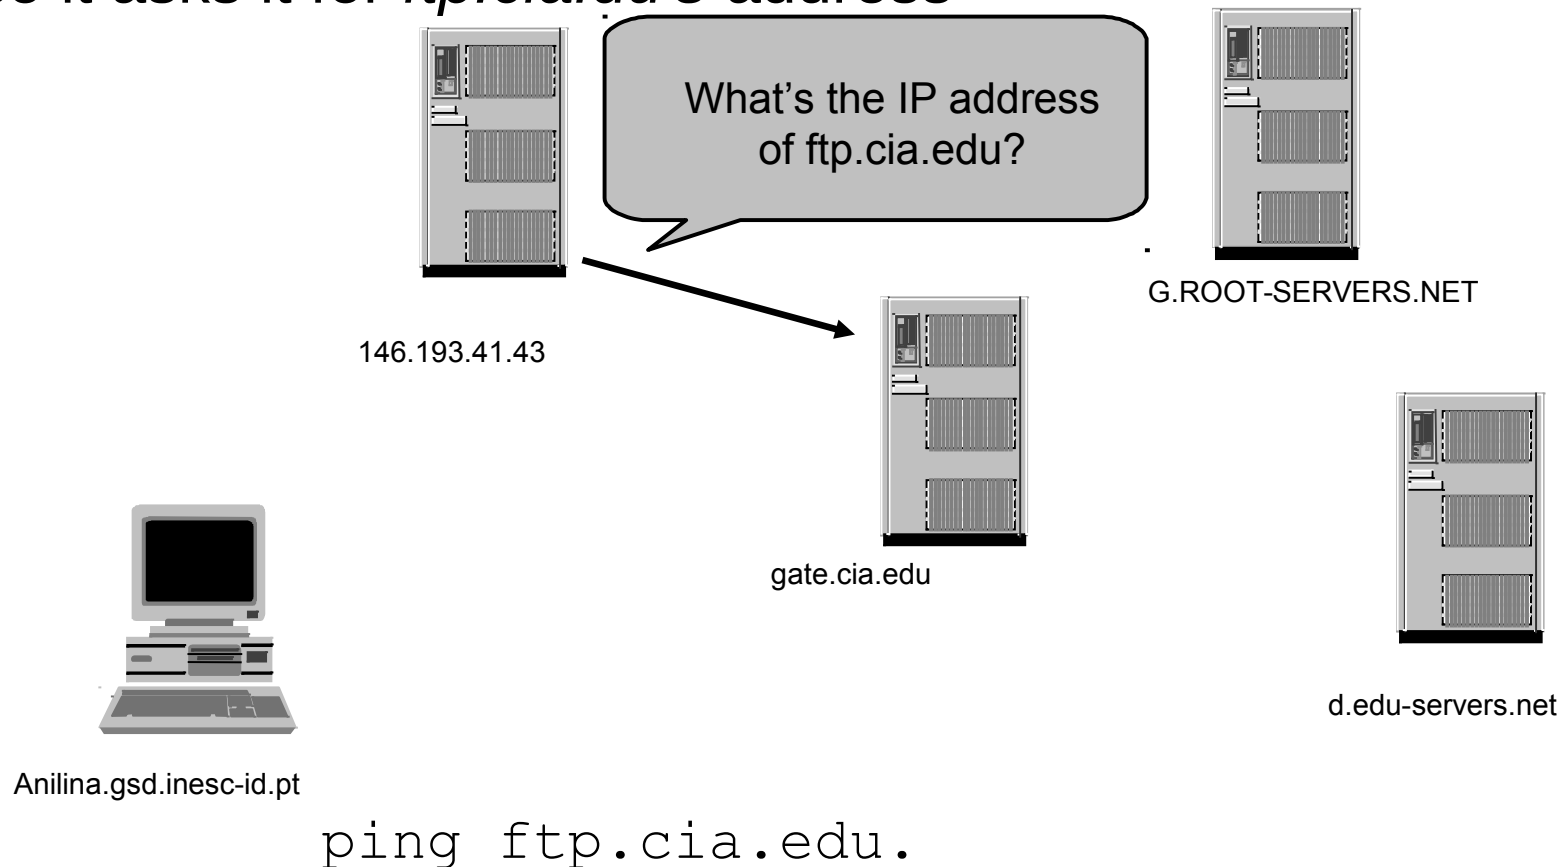 address
What's the IP address
of ftp.cia.edu?
G.ROOT-SERVERS.NET
146.193.41.43
gate.cia.edu
d.edu-servers.net
Anilina.gsd.inesc-id.pt
ping ftp.cia.edu.